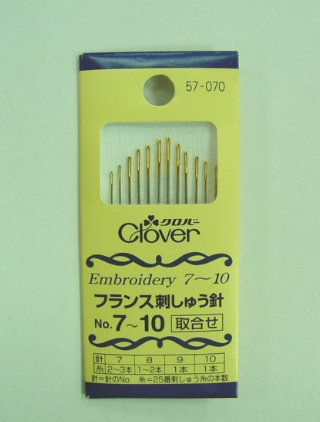 57-070
クロバー
Clover
Embroidery 7〜10
フランス刺しゅう針
No.7〜10 取合せ
針 7 8 9 10
糸 2〜3本 1〜2本 1本 1本
針=針のNo. 糸=25番刺しゅう糸の本数